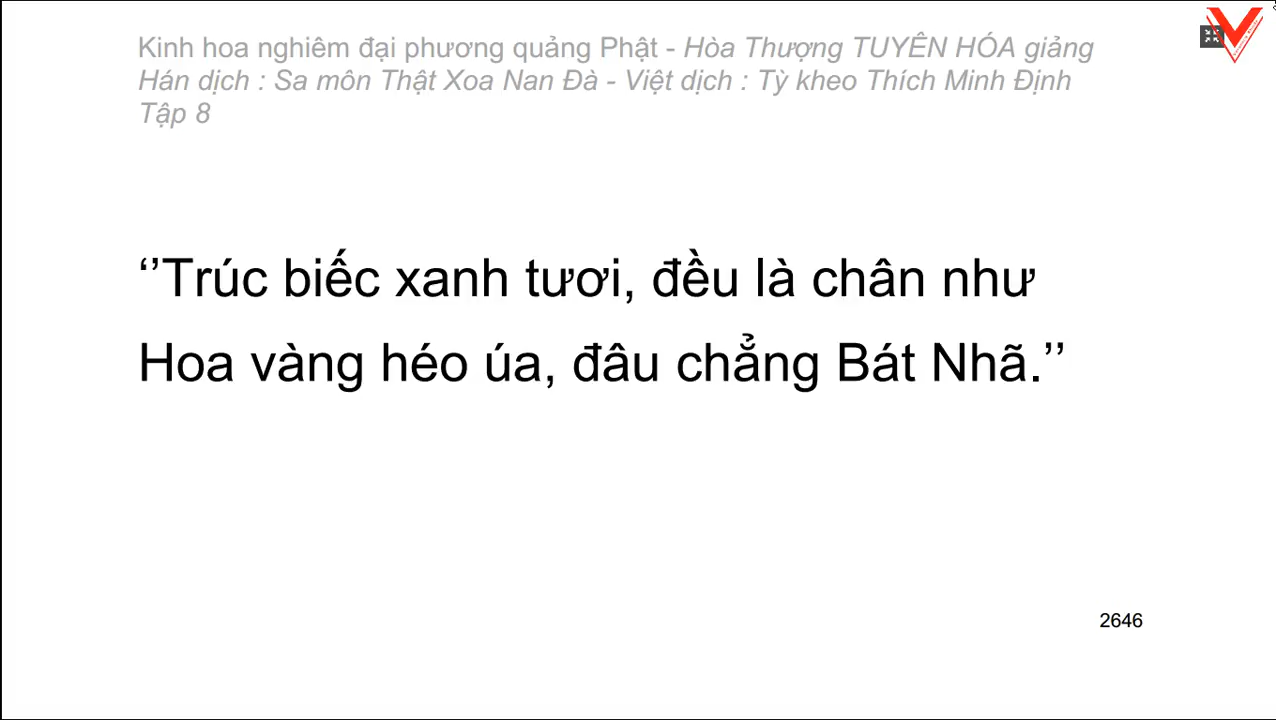 Kinh hoa nghiêm đại phương quảng Phật - Hòa Thượng TUYÊN HÓA giảng
Hán dịch : Sa môn Thật Xoa Nan Đà - Việt dịch : Tỳ kheo Thích Minh Định
Tập 8
‘’Trúc biếc xanh tươi, đều là chân như
Hoa vàng héo úa, đâu chẳng Bát Nhã.’’
2646